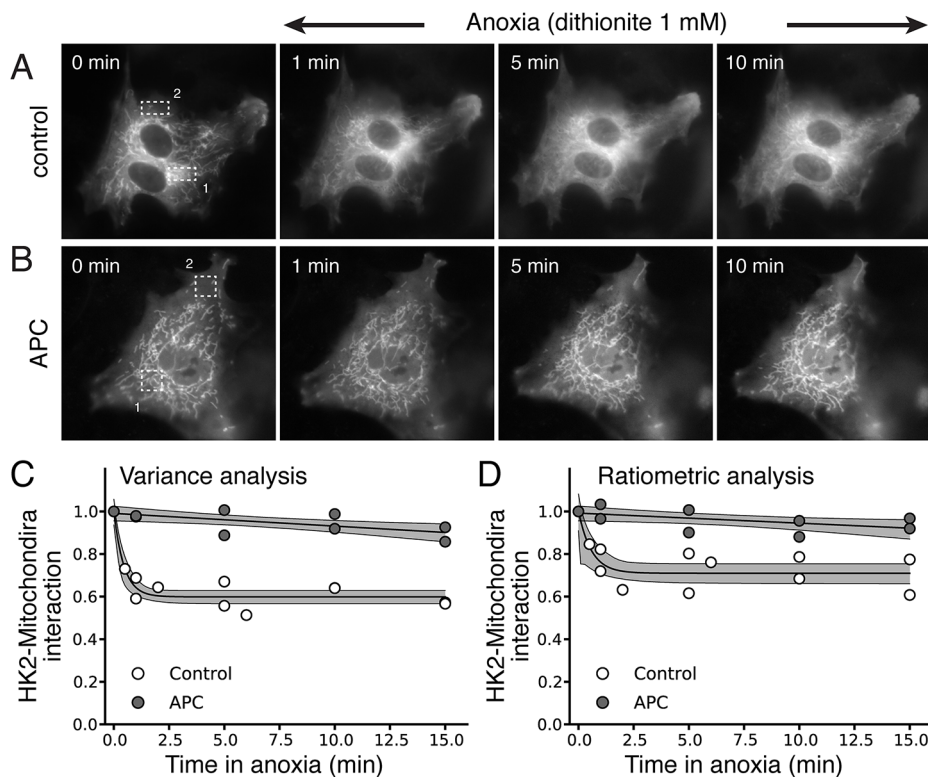 Anoxia (dithionite 1 mM)
A
control
0 min
2
1
1 min
5 min
10 min
B
APC
0 min
2
1
1 min
5 min
10 min
C
Variance analysis
HK2-Mitochondira
interaction
1.0
0.8
0.6
0.4
0.2
0.0
Control
APC
0.0
2.5
5.0
7.5
10.0
12.5
15.0
Time in anoxia (min)
D
Ratiometric analysis
HK2-Mitochondira
interaction
1.0
0.8
0.6
0.4
0.2
0.0
Control
APC
0.0
2.5
5.0
7.5
10.0
12.5
15.0
Time in anoxia (min)